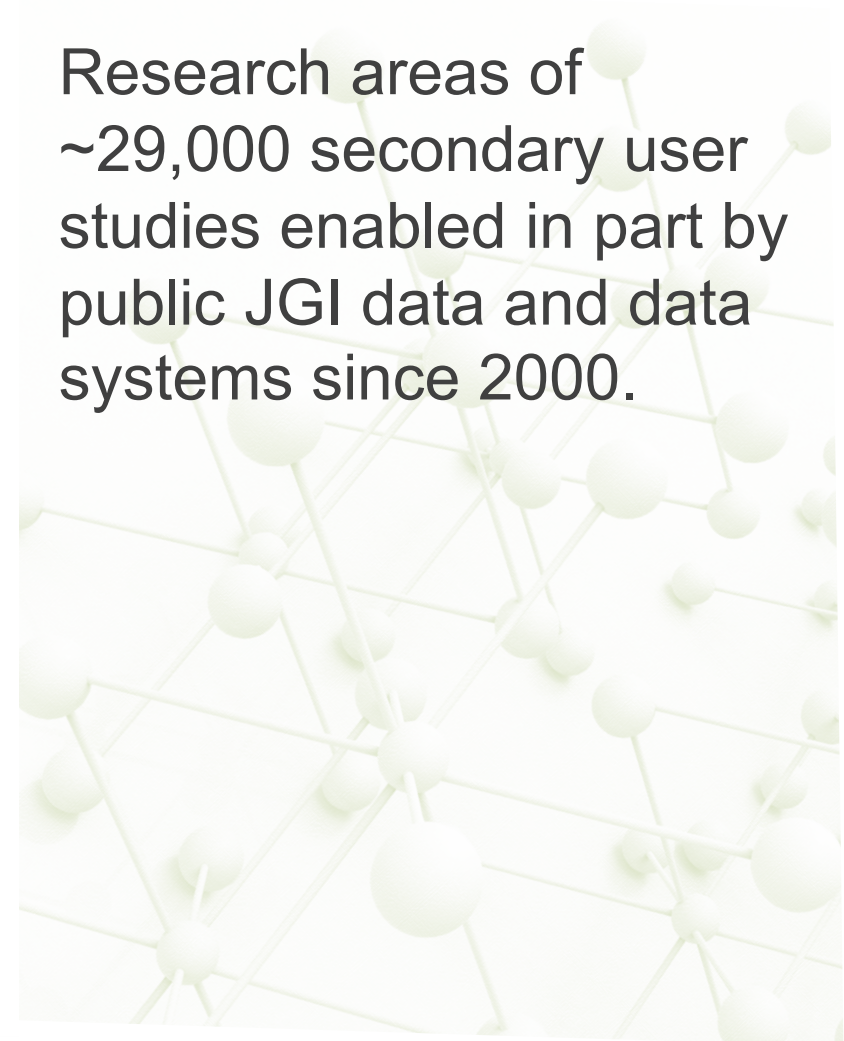 Research areas of
~29,000 secondary user
studies enabled in part by
public JGI data and data
systems since 2000.